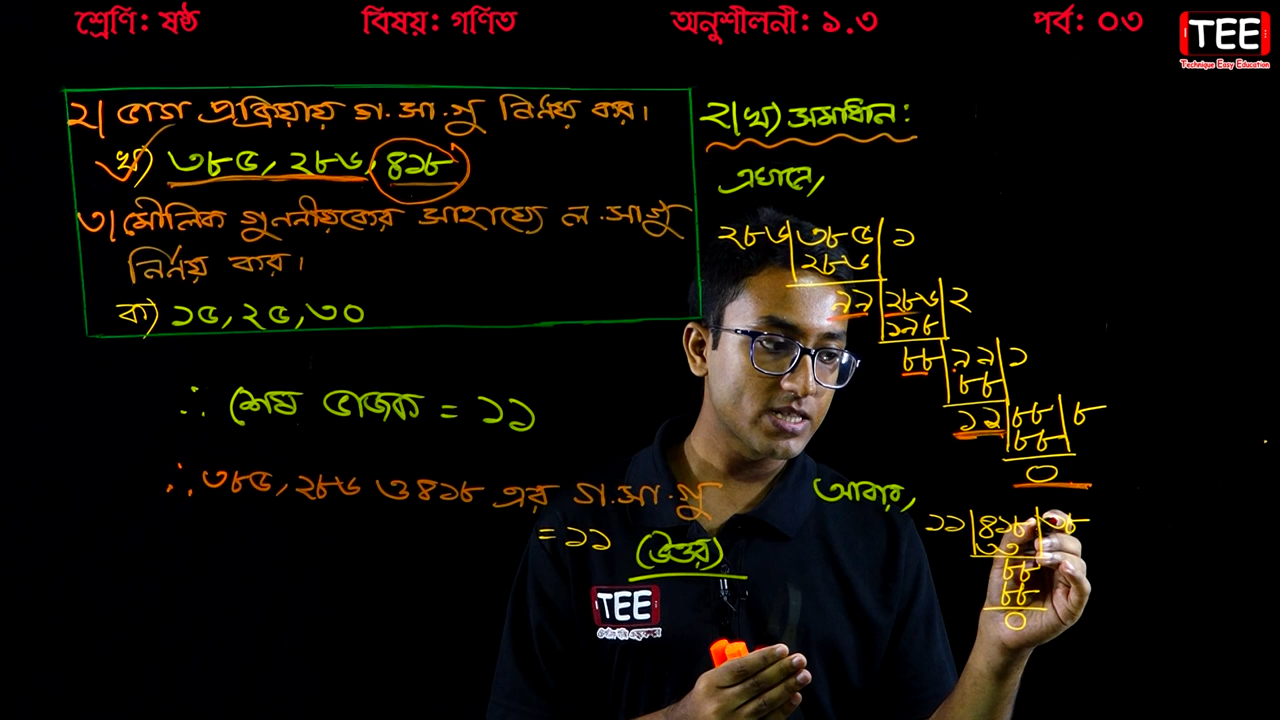 শ্রেণি: ষষ্ঠ বিষয়: গণিত অনুশীলনী: ১.৩ পর্ব: ০৩
TEE
Technique Easy Education
২| ভাগ প্রক্রিয়ায় গ.সা.গু নির্ণয় কর।
খ) ৩৮৫, ২৮৬, ৪১৮
৩| মৌলিক গুননীয়কের সাহায্যে ল.সা.গু
নির্ণয় কর।
ক) ১৫, ২৫, ৩০
∴ শেষ ভাজক = ১১
∴ ৩৮৫, ২৮৬ ও ৪১৮ এর গ.সা.গু
= ১১ (উত্তর)
২|(খ) সমাধান:
এখানে,
২৮৬|৩৮৫|১
২৮৬
৯৯|২৮৬|২
১৯৮
৮৮|৯৯|১
৮৮
১১|৮৮|৮
৮৮
০
আবার,
১১|৪১৮|৩৮
৩৩
৮৮
৮৮
০
TEE